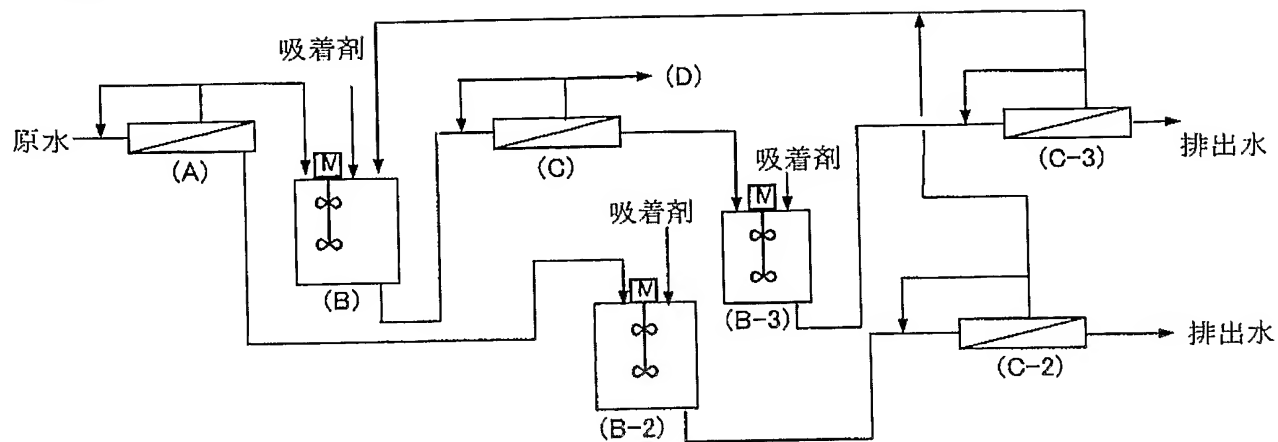 吸着剤
原水
(A)
M
(B)
(C)
(D)
吸着剤
M
(B-3)
吸着剤
M
(B-2)
(C-3)
排出水
(C-2)
排出水